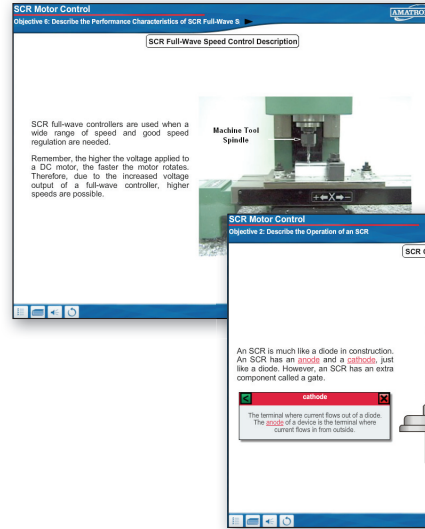 SCR Motor Control
Objective 6: Describe the Performance Characteristics of SCR Full-Wave S
SCR Full-Wave Speed Control Description
SCR full-wave controllers are used when a
wide range of speed and good speed
regulation are needed.
Remember, the higher the voltage applied to
a DC motor, the faster the motor rotates.
Therefore, due to the increased voltage
output of a full-wave controller, higher
speeds are possible.
Machine Tool
Spindle
+ X -
SCR Motor Control
Objective 2: Describe the Operation of an SCR
An SCR is much like a diode in construction.
An SCR has an anode and a cathode, just
like a diode. However, an SCR has an extra
component called a gate.
cathode
The terminal where current flows out of a diode.
The anode of a device is the terminal where
current flows in from outside.